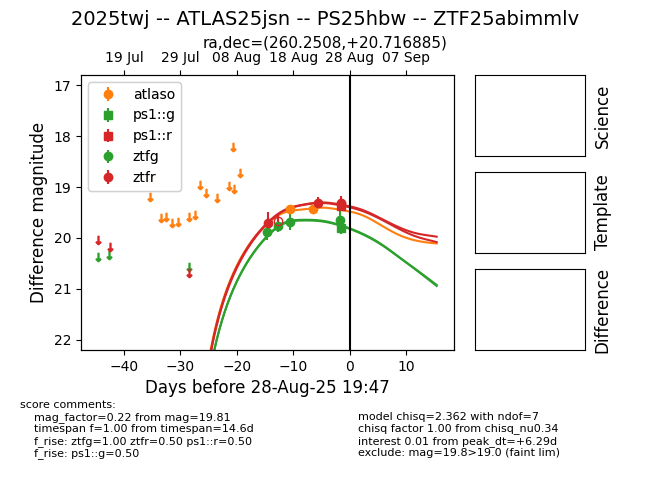 2025twj -- ATLAS25jsn -- PS25hbw -- ZTF25abimmlv
ra,dec=(260.2508,+20.716885)
19 Jul 29 Jul 08 Aug 18 Aug 28 Aug 07 Sep
17
18
19
20
21
22
Difference magnitude
atlaso
ps1::g
ps1::r
ztfg
ztfr
−40 −30 −20 −10 0 10
Days before 28-Aug-25 19:47
Science
Template
Difference
score comments:
mag_factor=0.22 from mag=19.81
timespan f=1.00 from timespan=14.6d
f_rise: ztfg=1.00 ztfr=0.50 ps1::r=0.50
f_rise: ps1::g=0.50
model chisq=2.362 with ndof=7
chisq factor 1.00 from chisq_nu0.34
interest 0.01 from peak_dt=+6.29d
exclude: mag=19.8>19.0 (faint lim)